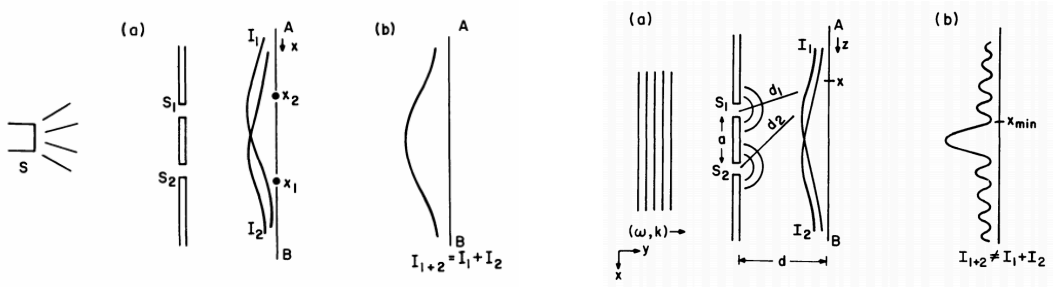 (a)
S
S₁
S₂
I₁
I₂
A
x
x₂
x₁
B
(b)
A
B
I₁₊₂ = I₁ + I₂
(a)
(ω, k)
y
x
S₁
S₂
a
d₁
d₂
d
I₁
I₂
A
z
x
B
(b)
x_min
I₁₊₂ ≠ I₁ + I₂